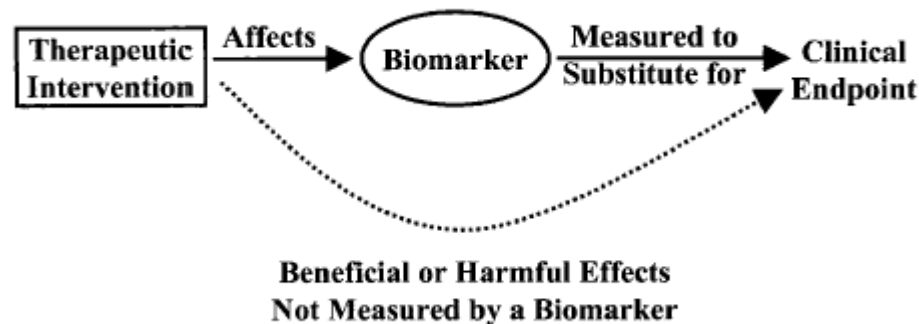 Therapeutic
Intervention
Affects
Biomarker
Measured to
Substitute for
Clinical
Endpoint
Beneficial or Harmful Effects
Not Measured by a Biomarker